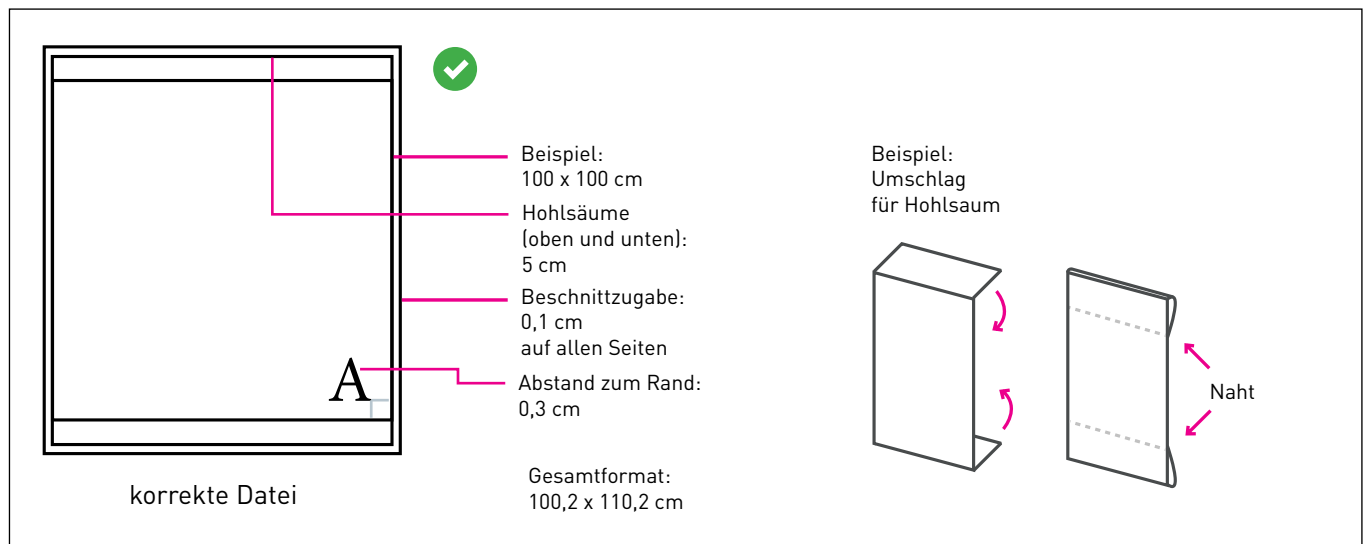 Beispiel:
100 x 100 cm
Hohlsäume
(oben und unten):
5 cm
Beschnittzugabe:
0,1 cm
auf allen Seiten
A
Abstand zum Rand:
0,3 cm
Gesamtformat:
100,2 x 110,2 cm
korrekte Datei
Beispiel:
Umschlag
für Hohlsaum
Naht